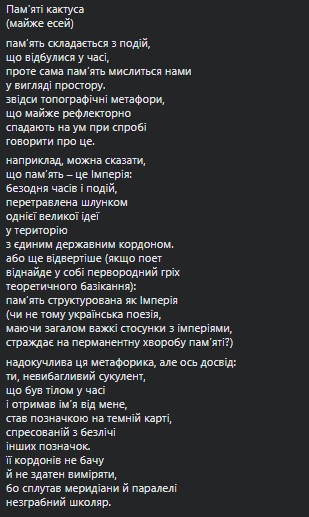 Пам’яті кактуса
(майже есей)
пам’ять складається з подій,
що відбулися у часі,
проте сама пам’ять мислиться нами
у вигляді простору.
звідси топографічні метафори,
що майже рефлекторно
спадають на ум при спробі
говорити про це.
наприклад, можна сказати,
що пам’ять – це Імперія:
безодня часів і подій,
перетравлена шлунком
однієї великої ідеї
у територію
з єдиним державним кордоном.
або ще відвертіше (якщо поет
віднайде у собі первородний гріх
теоретичного базікання):
пам’ять структурована як Імперія
(чи не тому українська поезія,
маючи загалом важкі стосунки з імперіями,
страждає на перманентну хворобу пам’яті?)
надокучлива ця метафорика, але ось досвід:
ти, невибагливий сукулент,
що був тілом у часі
і отримав ім’я від мене,
став позначкою на темній карті,
спресованій з безлічі
інших позначок.
її кордонів не бачу
й не здатен виміряти,
бо сплутав меридіани й паралелі
незграбний школяр.